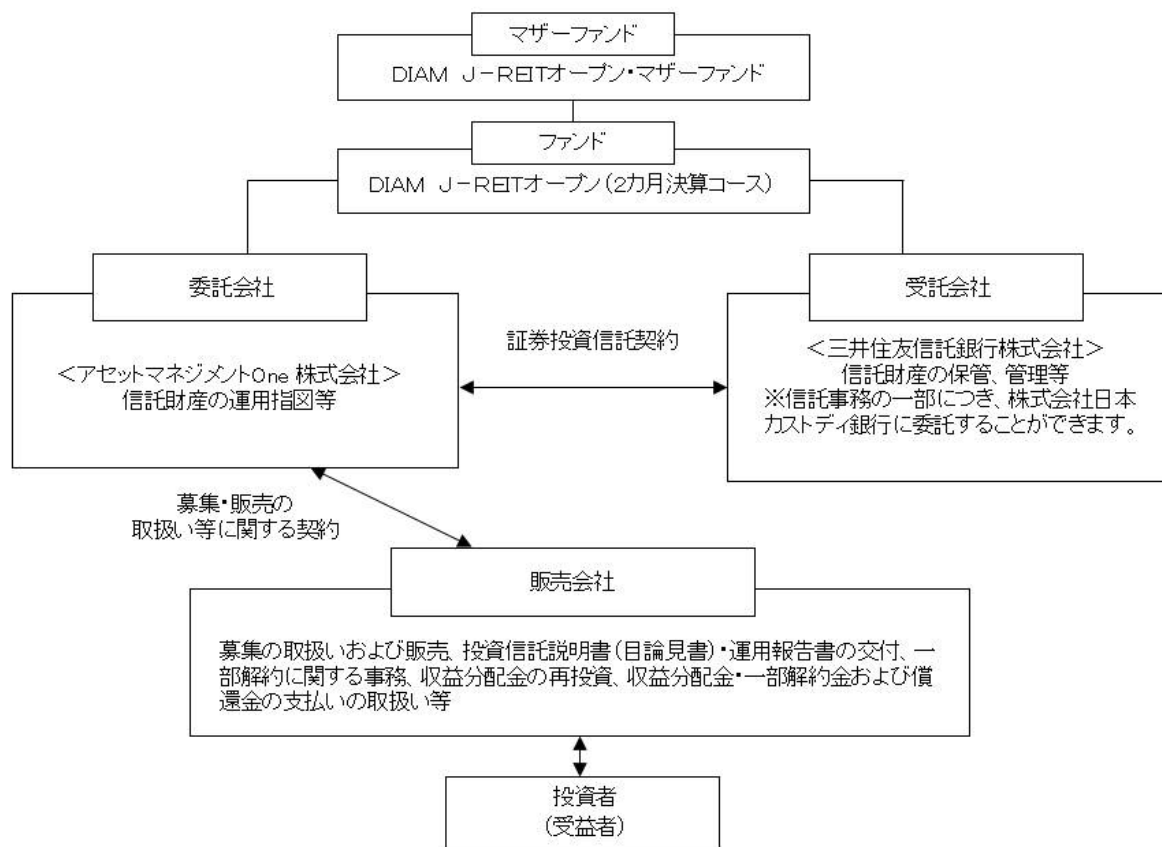 マザーファンド
DIAM J-REITオープン・マザーファンド
ファンド
DIAM J-REITオープン(2カ月決算コース)
委託会社
<アセットマネジメントOne 株式会社>
信託財産の運用指図等
証券投資信託契約
受託会社
<三井住友信託銀行株式会社>
信託財産の保管、管理等
※信託事務の一部につき、株式会社日本
カストディ銀行に委託することができます。
募集・販売の
取扱い等に関する契約
販売会社
募集の取扱いおよび販売、投資信託説明書(目論見書)・運用報告書の交付、一
部解約に関する事務、収益分配金の再投資、収益分配金・一部解約金および償
還金の支払いの取扱い等
投資者
(受益者)